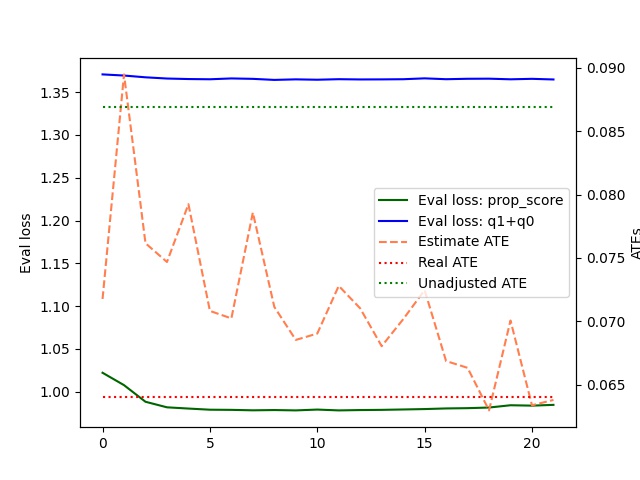 Eval loss
1.35
1.30
1.25
1.20
1.15
1.10
1.05
1.00
0
5
10
15
20
0.090
0.085
0.080
0.075
0.070
0.065
ATEs
Eval loss: prop_score
Eval loss: q1+q0
Estimate ATE
Real ATE
Unadjusted ATE